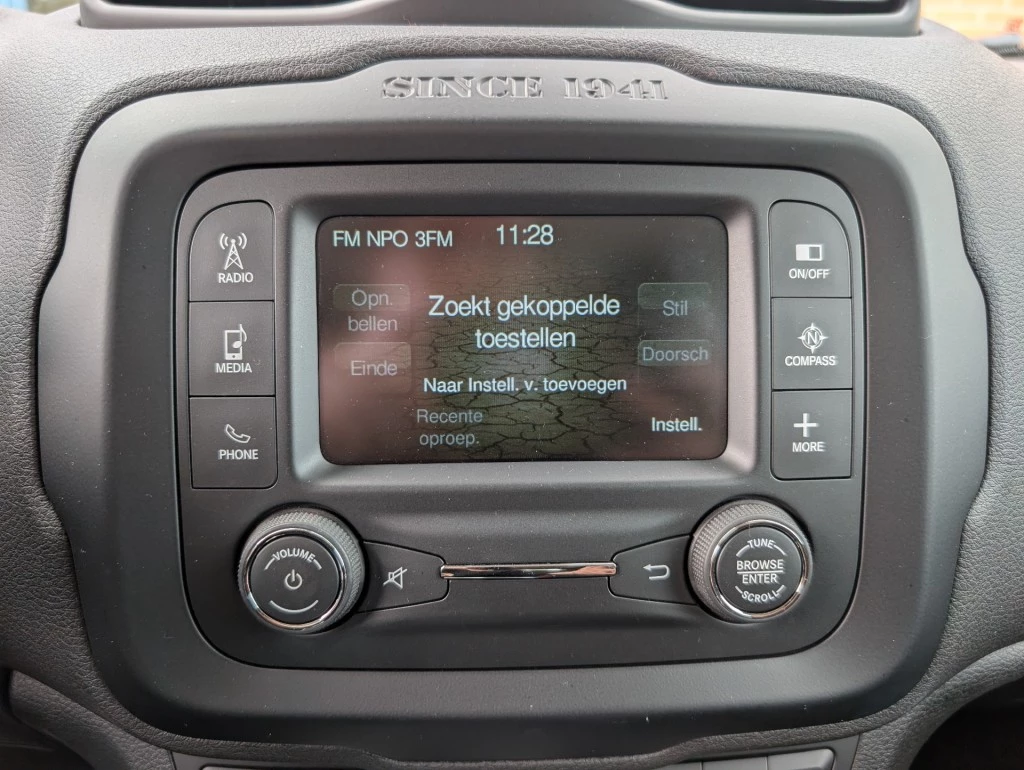 SINCE 1941
RADIO
MEDIA
PHONE
FM NPO 3FM 11:28
Opn.
bellen
Einde
Zoekt gekoppelde
toestellen
Naar Instell. v. toevoegen
Recente
oproep.
Stil
Doorsch
Instell.
ON/OFF
N
COMPASS
MORE
VOLUME
TUNE
BROWSE
ENTER
SCROLL